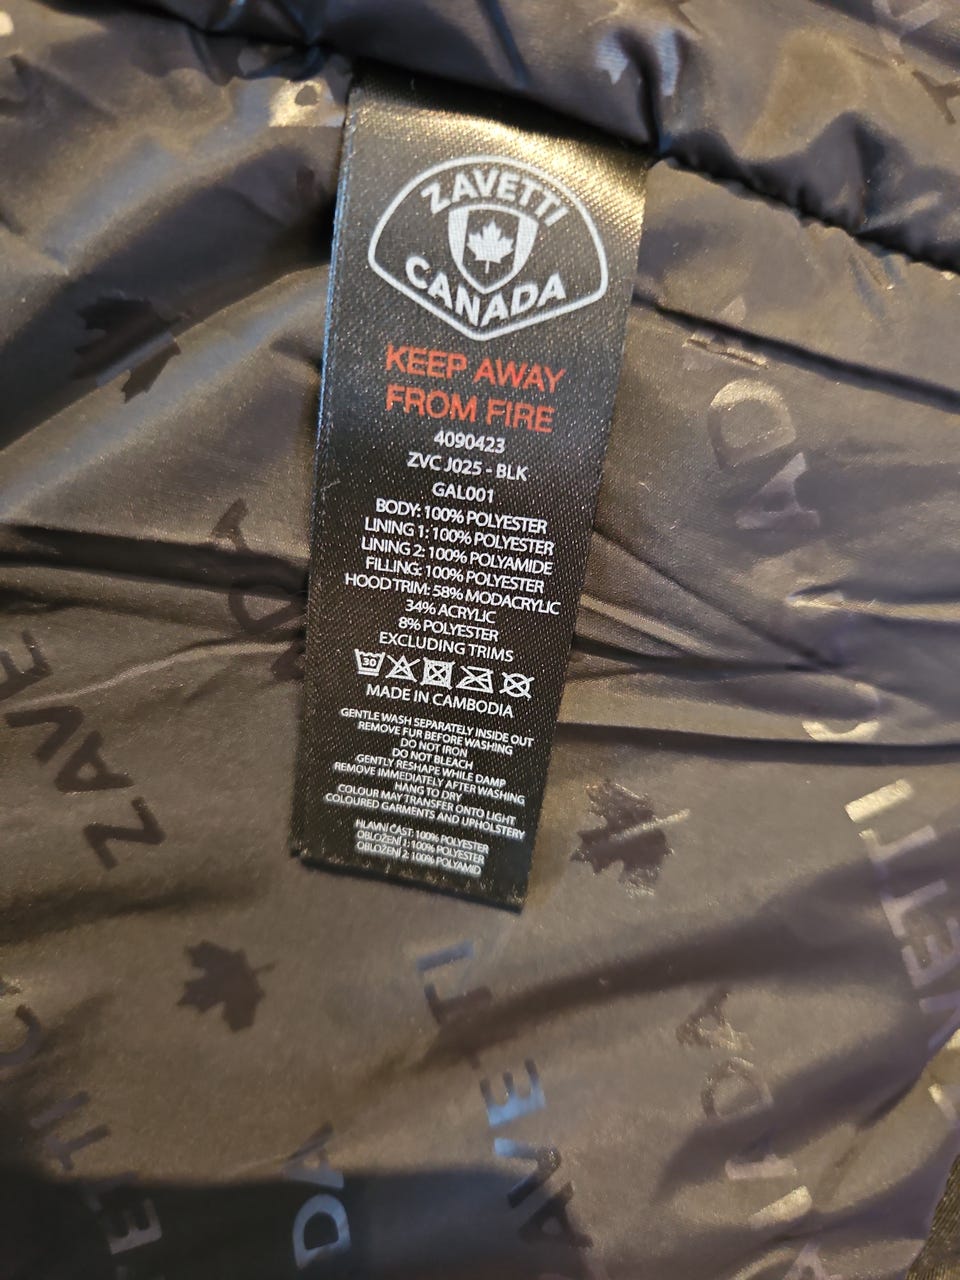 ZAVETTI
CANADA
KEEP AWAY
FROM FIRE
4090423
ZVC J025 - BLK
GAL001
BODY: 100% POLYESTER
LINING 1: 100% POLYESTER
LINING 2: 100% POLYAMIDE
FILLING: 100% POLYESTER
HOOD TRIM: 58% MODACRYLIC
34% ACRYLIC
8% POLYESTER
EXCLUDING TRIMS
30
MADE IN CAMBODIA
GENTLE WASH SEPARATELY INSIDE OUT
REMOVE FUR BEFORE WASHING
DO NOT IRON
DO NOT BLEACH
GENTLY RESHAPE WHILE DAMP
REMOVE IMMEDIATELY AFTER WASHING
HANG TO DRY
COLOUR MAY TRANSFER ONTO LIGHT
COLOURED GARMENTS AND UPHOLSTERY
HLAVNÍ ČÁST: 100% POLYESTER
OBLOŽENÍ 1: 100% POLYESTER
OBLOŽENÍ 2: 100% POLYAMID